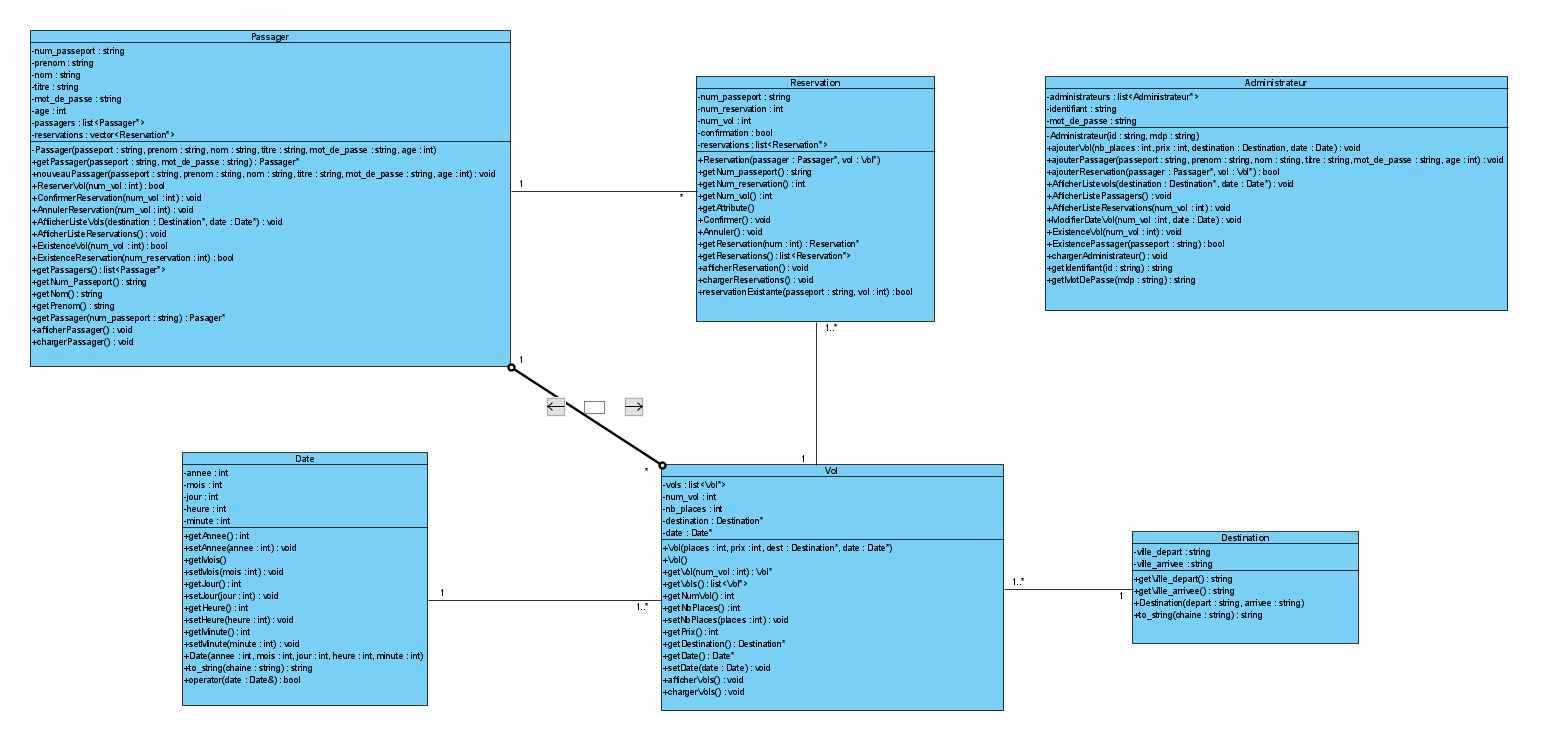 Passager
-num_passeport : string
-prenom : string
-nom : string
-titre : string
-mot_de_passe : string
-age : int
-passagers : list<Passager*>
-reservations : vector<Reservation*>
-Passager(passeport : string, prenom : string, nom : string, titre : string, mot_de_passe : string, age : int)
+getPassager(passeport : string, mot_de_passe : string) : Passager*
+nouveauPassager(passeport : string, prenom : string, nom : string, titre : string, mot_de_passe : string, age : int) : void
+ReserverVol(num_vol : int) : bool
+ConfirmerReservation(num_vol : int) : void
+AnnulerReservation(num_vol : int) : void
+AfficherListeVols(destination : Destination*, date : Date*) : void
+AfficherListeReservations() : void
+ExistenceVol(num_vol : int) : bool
+ExistenceReservation(num_reservation : int) : bool
+getPassagers() : list<Passager*>
+getNum_Passeport() : string
+getNom() : string
+getPrenom() : string
+getPassager(num_passeport : string) : Pasager*
+afficherPassager() : void
+chargerPassager() : void
1
*
Reservation
-num_passeport : string
-num_reservation : int
-num_vol : int
-confirmation : bool
-reservations : list<Reservation*>
+Reservation(passager : Passager*, vol : Vol*)
+getNum_passeport() : string
+getNum_reservation() : int
+getNum_vol() : int
+getAttribute()
+Confirmer() : void
+Annuler() : void
+getReservation(num : int) : Reservation*
+getReservations() : list<Reservation*>
+afficherReservation() : void
+chargerReservations() : void
+reservationExistante(passeport : string, vol : int) : bool
Administrateur
-administrateurs : list<Administrateur*>
-identifiant : string
-mot_de_passe : string
-Administrateur(id : string, mdp : string)
+ajouterVol(nb_places : int, prix : int, destination : Destination, date : Date) : void
+ajouterPassager(passeport : string, prenom : string, nom : string, titre : string, mot_de_passe : string, age : int) : void
+ajouterReservation(passager : Passager*, vol : Vol*) : bool
+AfficherListevols(destination : Destination*, date : Date*) : void
+AfficherListePassagers() : void
+AfficherListeReservations(num_vol : int) : void
+ModifierDateVol(num_vol : int, date : Date) : void
+ExistenceVol(num_vol : int) : void
+ExistencePassager(passeport : string) : bool
+chargerAdministrateur() : void
+getIdentifiant(id : string) : string
+getMotDePasse(mdp : string) : string
1..*
1
1
*
Date
-annee : int
-mois : int
-jour : int
-heure : int
-minute : int
+getAnnee() : int
+setAnnee(annee : int) : void
+getMois()
+setMois(mois : int) : void
+getJour() : int
+setJour(jour : int) : void
+getHeure() : int
+setHeure(heure : int) : void
+getMinute() : int
+setMinute(minute : int) : void
+Date(annee : int, mois : int, jour : int, heure : int, minute : int)
+to_string(chaine : string) : string
+operator(date : Date&) : bool
1
1..*
Vol
-vols : list<Vol*>
-num_vol : int
-nb_places : int
-destination : Destination*
-date : Date*
+Vol(places : int, prix : int, dest : Destination*, date : Date*)
+Vol()
+getVol(num_vol : int) : Vol*
+getVols() : list<Vol*>
+getNumVol() : int
+getNbPlaces() : int
+setNbPlaces(places : int) : void
+getPrix() : int
+getDestination() : Destination*
+getDate() : Date*
+setDate(date : Date) : void
+afficherVols() : void
+chargerVols() : void
1..*
1
Destination
-ville_depart : string
-ville_arrivee : string
+getVille_depart() : string
+getVille_arrivee() : string
+Destination(depart : string, arrivee : string)
+to_string(chaine : string) : string